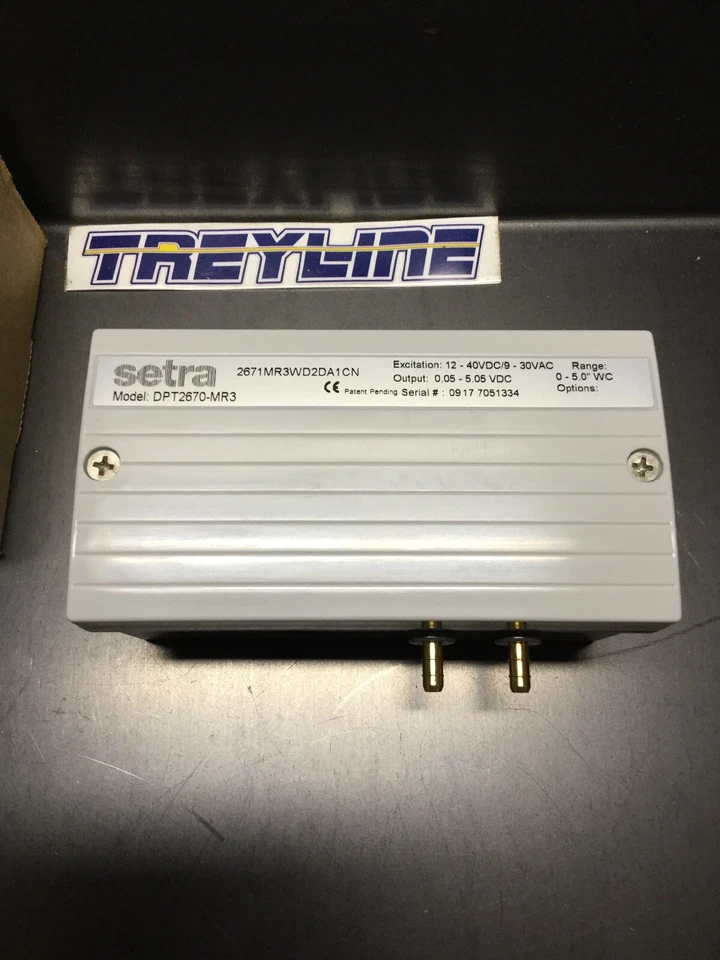 TREYLINE
setra 2671MR3WD2DA1CN Excitation: 12 - 40VDC/9 - 30VAC Range:
CE Patent Pending Output: 0.05 - 5.05 VDC 0 - 5.0" WC
Model: DPT2670-MR3 Serial # : 0917 7051334 Options: